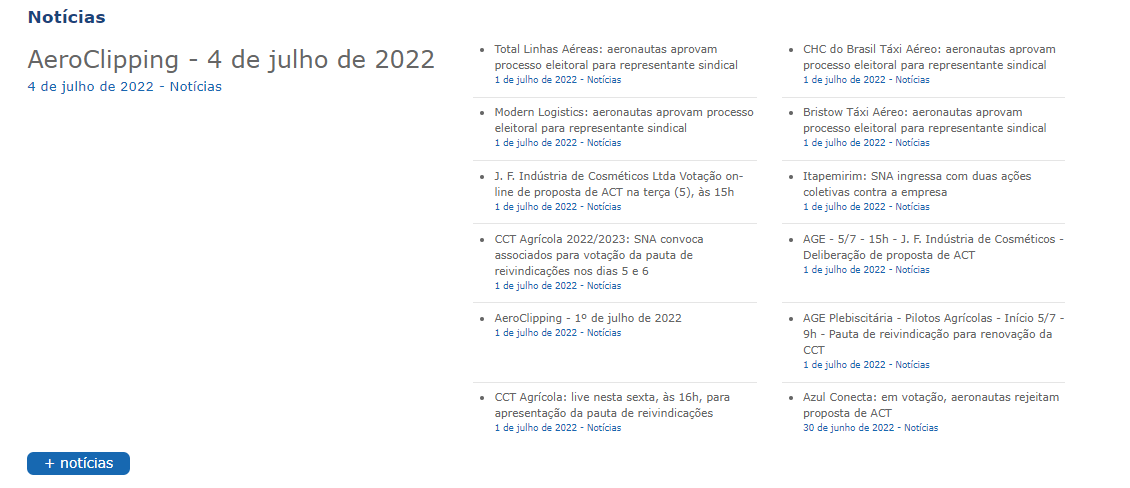 Notícias
AeroClipping - 4 de julho de 2022
4 de julho de 2022 - Notícias
Total Linhas Aéreas: aeronautas aprovam
processo eleitoral para representante sindical
1 de julho de 2022 - Notícias
CHC do Brasil Táxi Aéreo: aeronautas aprovam
processo eleitoral para representante sindical
1 de julho de 2022 - Notícias
Modern Logistics: aeronautas aprovam processo
eleitoral para representante sindical
1 de julho de 2022 - Notícias
Bristow Táxi Aéreo: aeronautas aprovam
processo eleitoral para representante sindical
1 de julho de 2022 - Notícias
J. F. Indústria de Cosméticos Ltda Votação on-
line de proposta de ACT na terça (5), às 15h
1 de julho de 2022 - Notícias
Itapemirim: SNA ingressa com duas ações
coletivas contra a empresa
1 de julho de 2022 - Notícias
CCT Agrícola 2022/2023: SNA convoca
associados para votação da pauta de
reivindicações nos dias 5 e 6
1 de julho de 2022 - Notícias
AGE - 5/7 - 15h - J. F. Indústria de Cosméticos -
Deliberação de proposta de ACT
1 de julho de 2022 - Notícias
AeroClipping - 1º de julho de 2022
1 de julho de 2022 - Notícias
AGE Plebiscitária - Pilotos Agrícolas - Início 5/7 -
9h - Pauta de reivindicação para renovação da
CCT
1 de julho de 2022 - Notícias
CCT Agrícola: live nesta sexta, às 16h, para
apresentação da pauta de reivindicações
1 de julho de 2022 - Notícias
Azul Conecta: em votação, aeronautas rejeitam
proposta de ACT
30 de junho de 2022 - Notícias
+ notícias